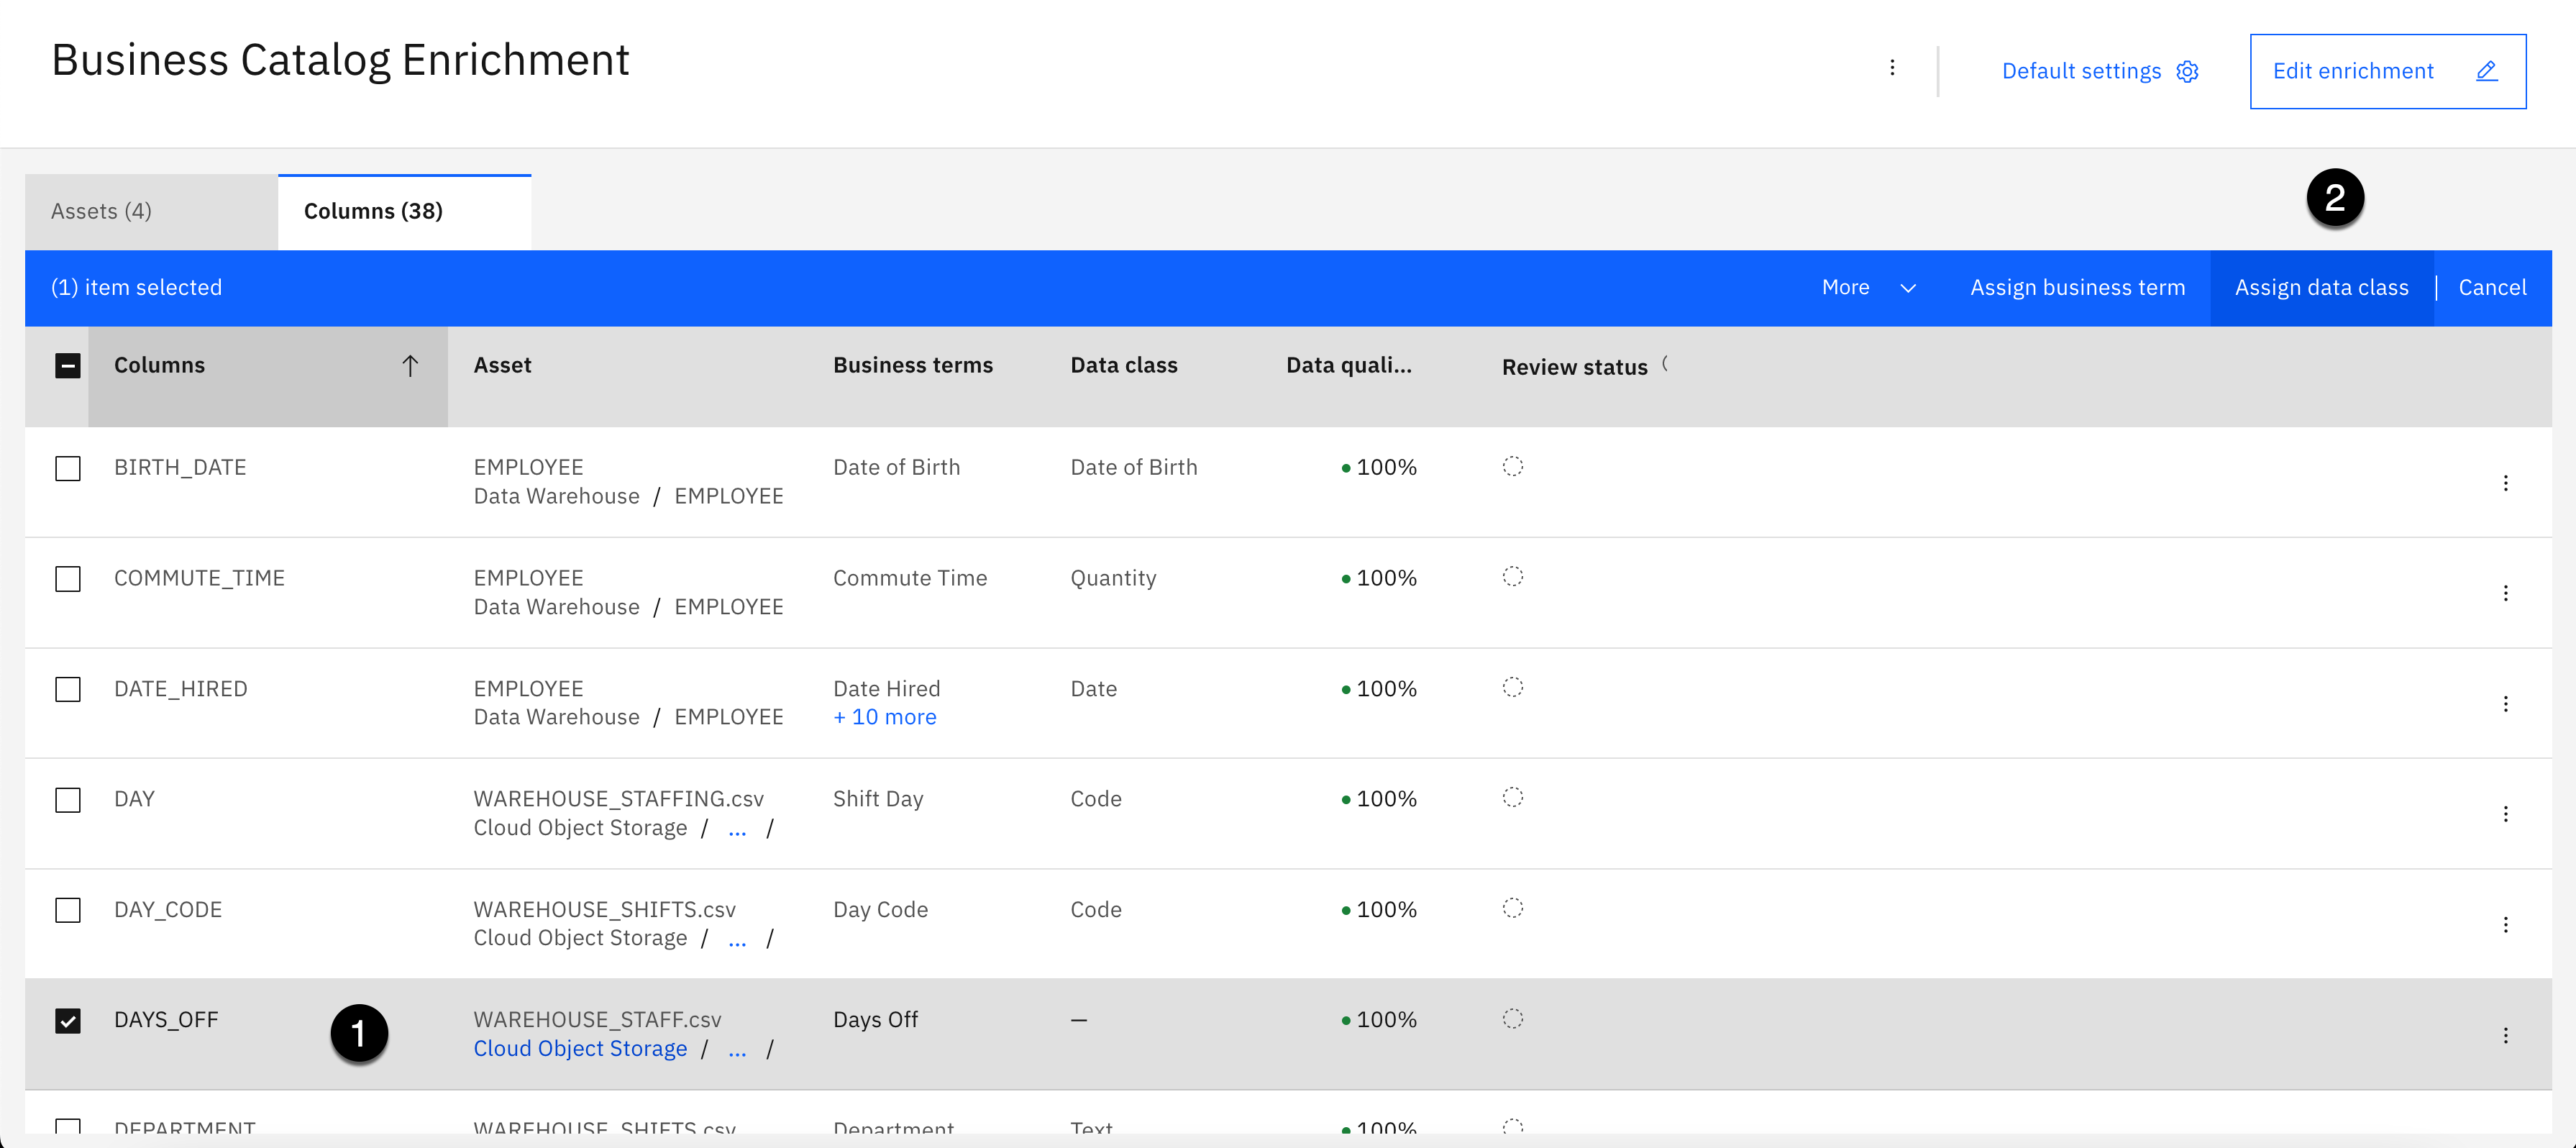 Business Catalog Enrichment
Default settings
Edit enrichment
Assets (4)
Columns (38)
2
(1) item selected
More
Assign business term
Assign data class
Cancel
Columns
Asset
Business terms
Data class
Data quali...
Review status
BIRTH_DATE
EMPLOYEE
Data Warehouse / EMPLOYEE
Date of Birth
Date of Birth
100%
COMMUTE_TIME
EMPLOYEE
Data Warehouse / EMPLOYEE
Commute Time
Quantity
100%
DATE_HIRED
EMPLOYEE
Data Warehouse / EMPLOYEE
Date Hired
+ 10 more
Date
100%
DAY
WAREHOUSE_STAFFING.csv
Cloud Object Storage / ... /
Shift Day
Code
100%
DAY_CODE
WAREHOUSE_SHIFTS.csv
Cloud Object Storage / ... /
Day Code
Code
100%
DAYS_OFF
1
WAREHOUSE_STAFF.csv
Cloud Object Storage / ... /
Days Off
—
100%
DEPARTMENT
WAREHOUSE_SHIFTS.csv
Department
Text
100%